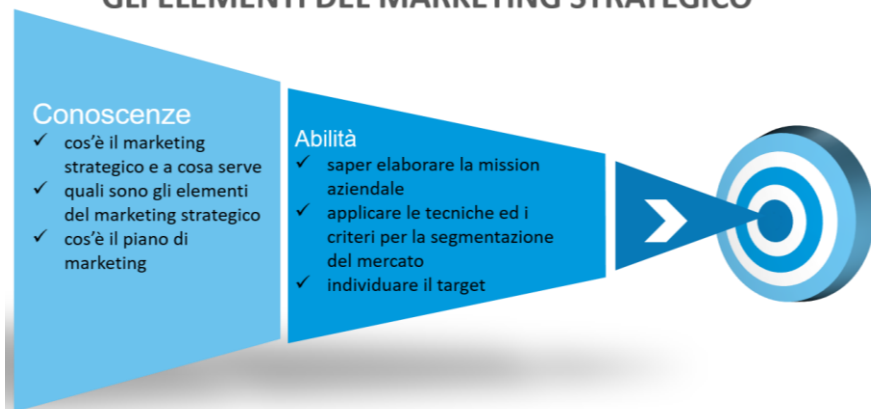 GLI ELEMENTI DEL MARKETING STRATEGICO
Conoscenze
✓ cos'è il marketing
strategico e a cosa serve
✓ quali sono gli elementi
del marketing strategico
✓ cos'è il piano di
marketing
Abilità
✓ saper elaborare la mission
aziendale
✓ applicare le tecniche ed i
criteri per la segmentazione
del mercato
✓ individuare il target